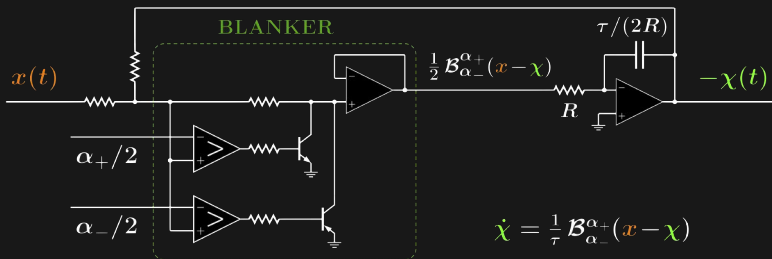 BLANKER
τ/(2R)
x(t)
½ 𝓑^{α₊}_{α₋}(x−χ)
−χ(t)
−
+
−
+
R
α₊/2
−
+
>
α₋/2
−
+
>
χ̇ = 1/τ 𝓑^{α₊}_{α₋}(x−χ)